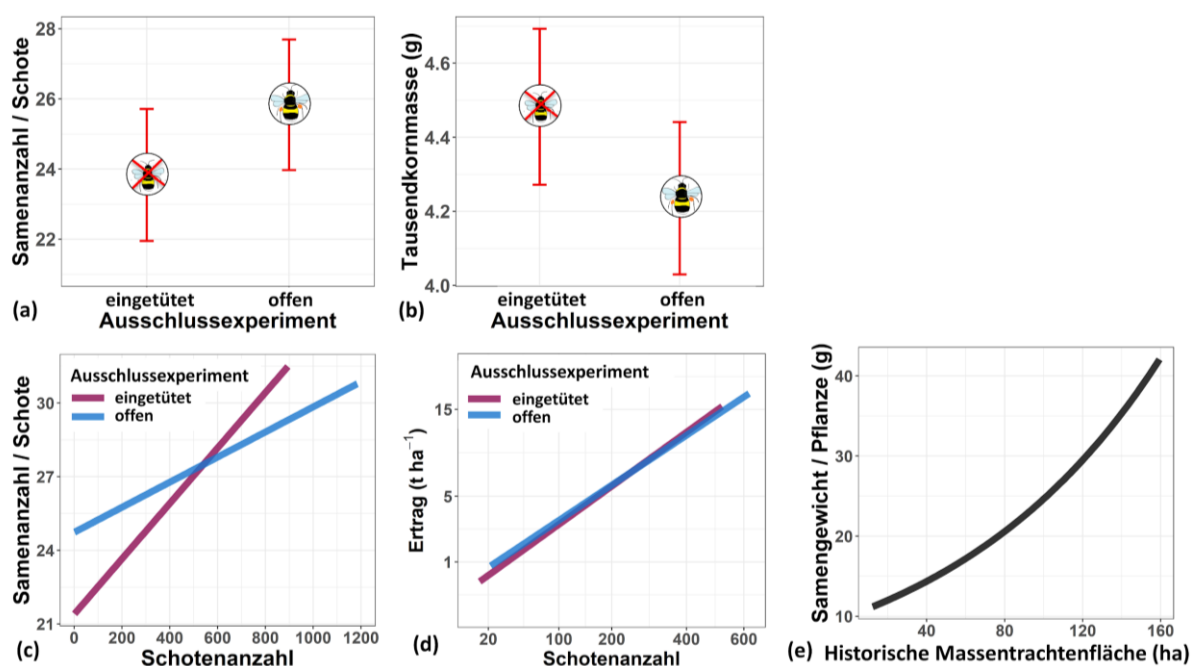 28
26
24
22
Samenanzahl / Schote
eingetütet offen
(a) Ausschlussexperiment
4.6
4.4
4.2
4.0
Tausendkornmasse (g)
eingetütet offen
(b) Ausschlussexperiment
Ausschlussexperiment
eingetütet
offen
30
27
24
21
Samenanzahl / Schote
0 200 400 600 800 1000 1200
(c) Schotenanzahl
Ausschlussexperiment
eingetütet
offen
15
5
1
Ertrag (t ha⁻¹)
20 100 200 400 600
(d) Schotenanzahl
40
30
20
10
Samengewicht / Pflanze (g)
40 80 120 160
(e) Historische Massentrachtenfläche (ha)